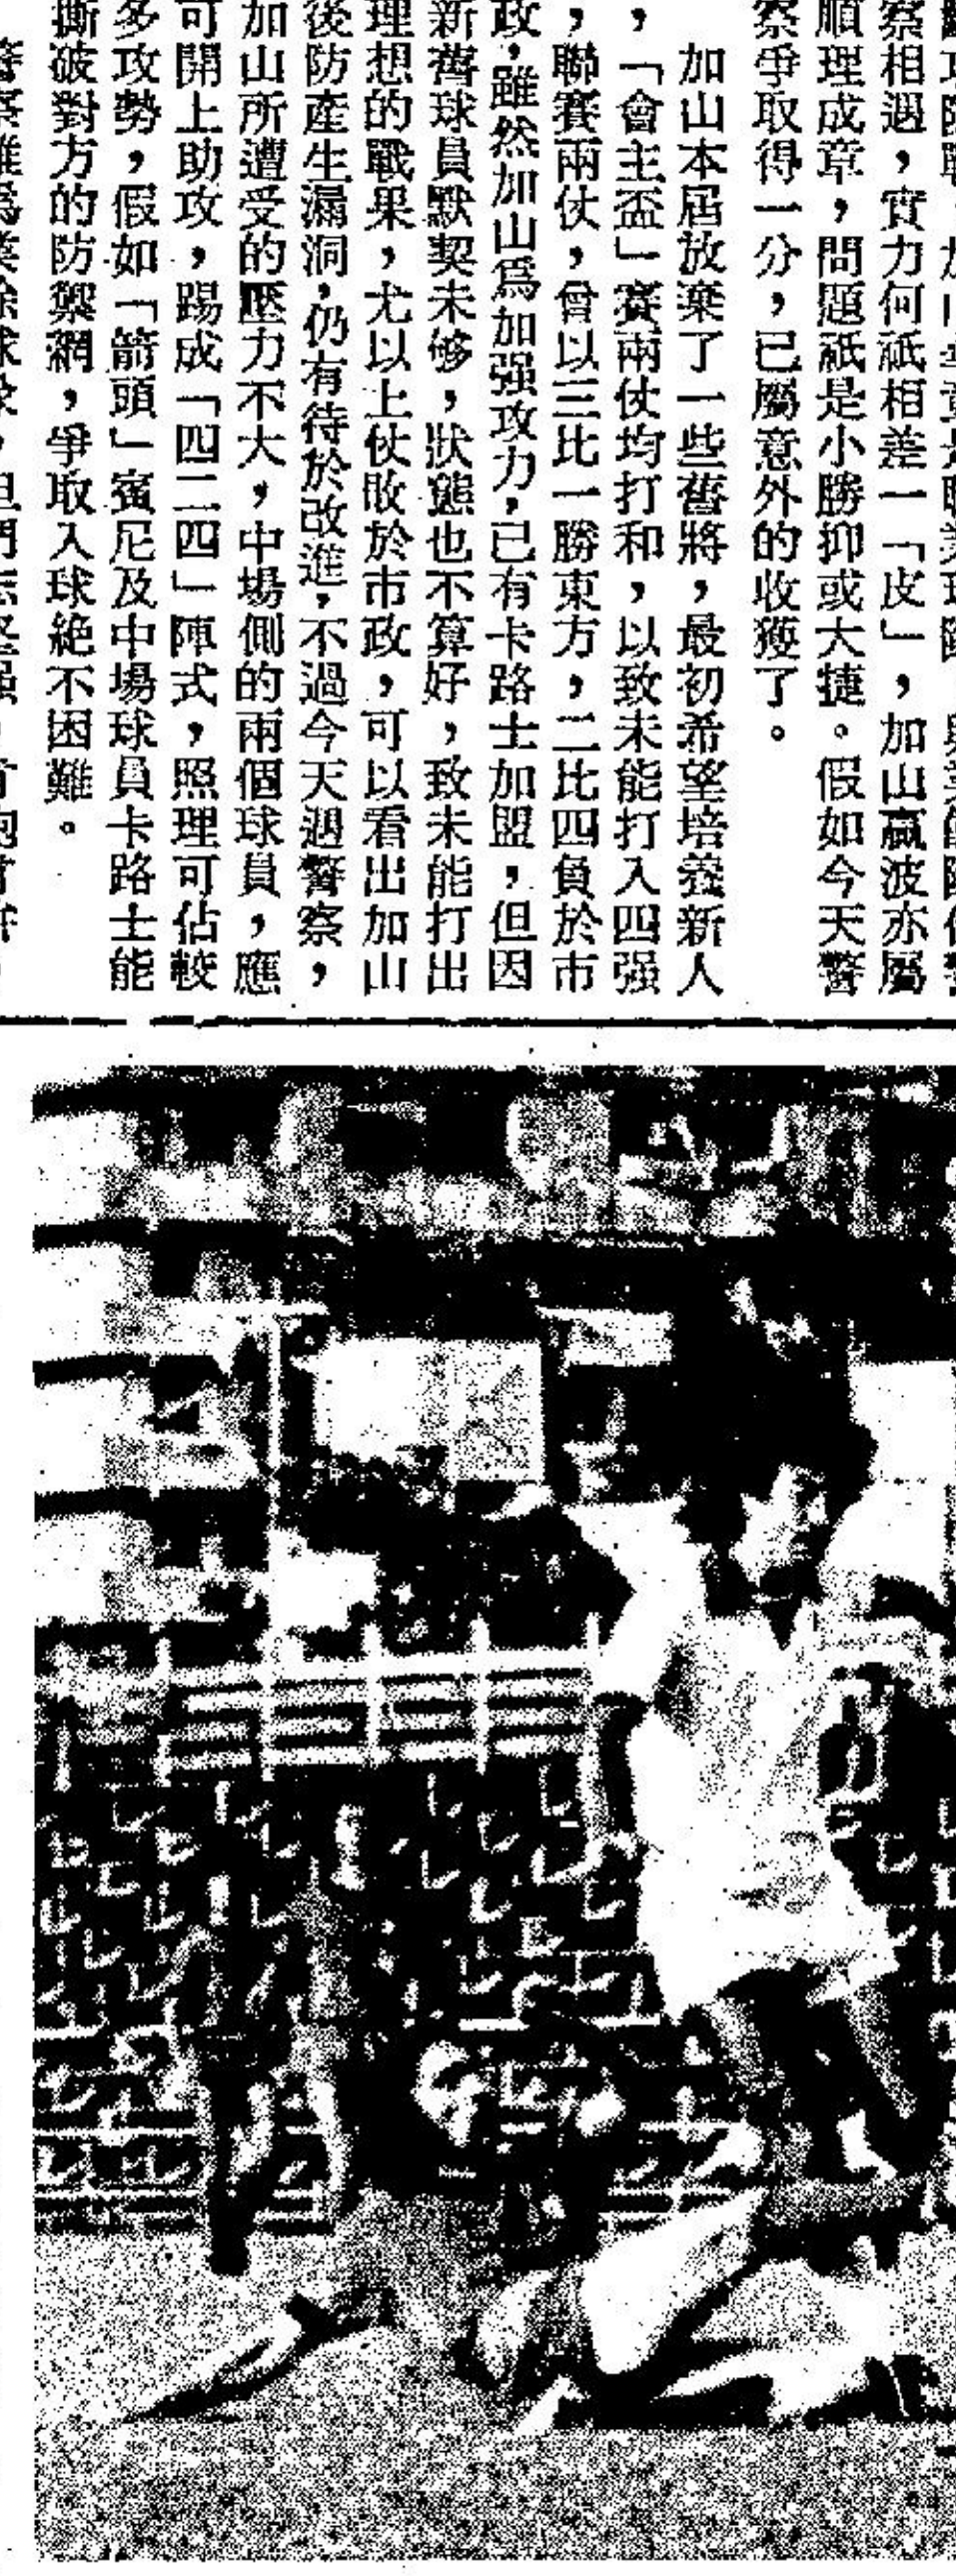 察相遇，實力何祇相差一「皮」，加山贏波亦屬
順理成章，問題祇是小勝抑或大捷。假如今天警
察爭取得一分，已屬意外的收獲了。
加山本屆放棄了一些舊將，最初希望培養新人
，「會主盃」賽兩仗均打和，以致未能打入四强
，聯賽兩仗，曾以三比一勝東方，二比四負於市
政，雖然加山爲加强攻力，已有卡路士加盟，但因
新舊球員默契未够，狀態也不算好，致未能打出
理想的戰果，尤以上仗敗於市政，可以看出加山
後防產生漏洞，仍有待於改進，不過今天遇警察，
加山所遭受的壓力不大，中場側的兩個球員，應
可開上助攻，踢成「四二四」陣式，照理可佔較
多攻勢，假如「箭頭」賓尼及中場球員卡路士能
撕破對方的防禦網，爭取入球絕不困難。